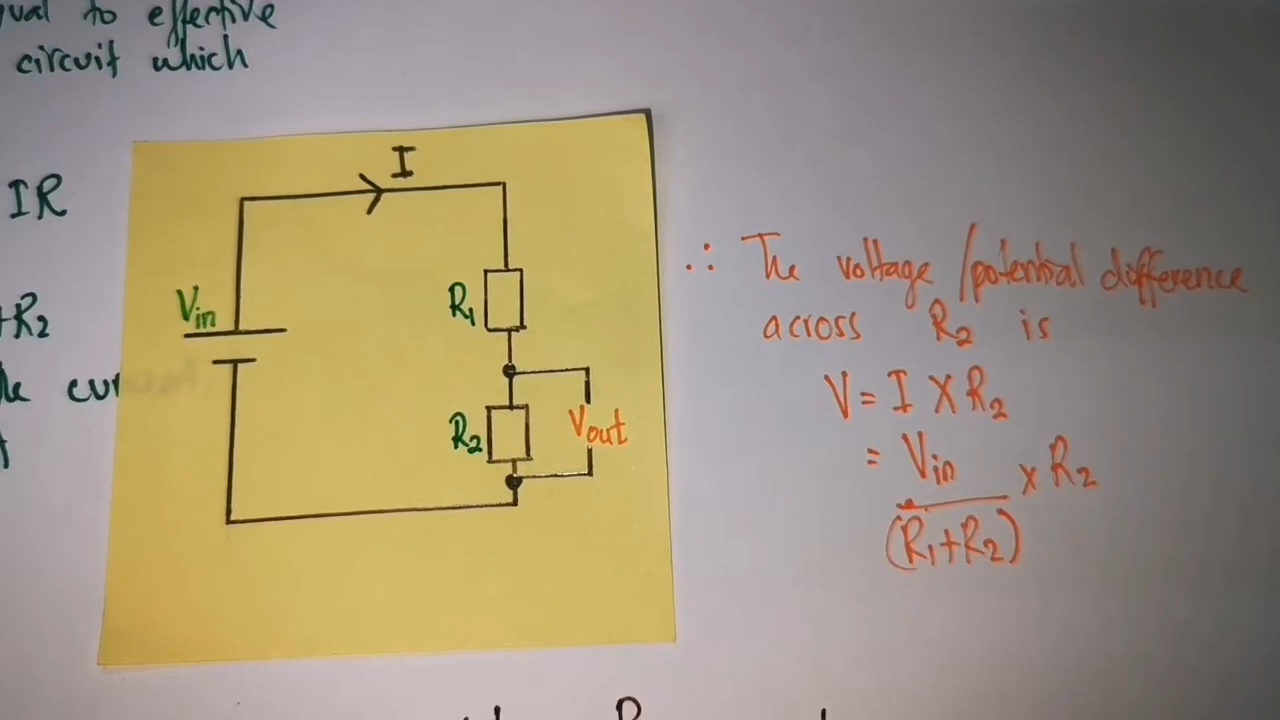 qual to effective
circuit which
IR
+R₂
cur
I
Vin
R₁
R₂
Vout
∴ The voltage/potential difference
across R₂ is
V = I X R₂
= Vin x R₂
(R₁+R₂)